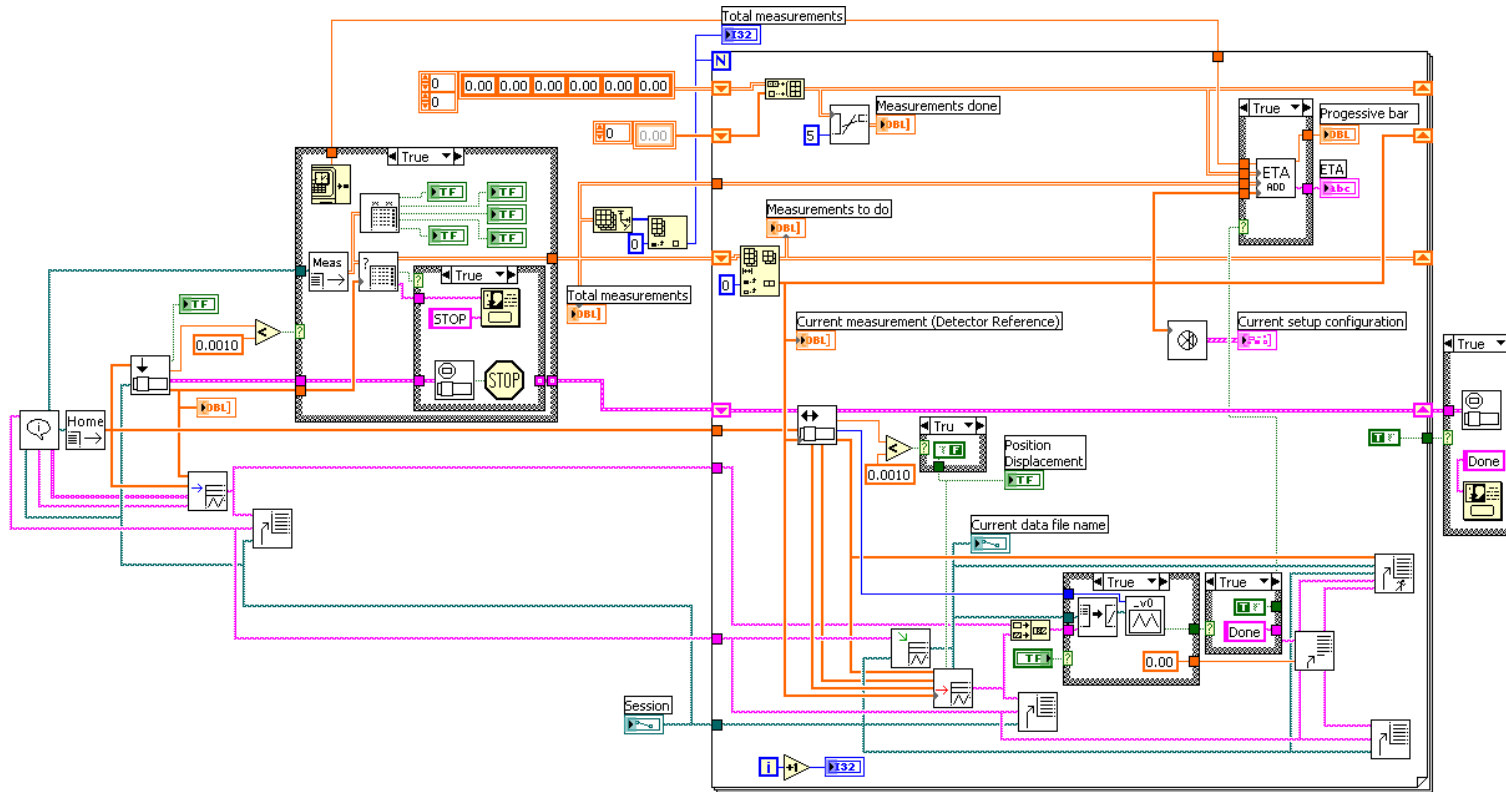 Total measurements
I32
N
0
0
0.00 0.00 0.00 0.00 0.00 0.00
0
0.00
5
Measurements done
DBL]
True
Progessive bar
DBL
ETA
ADD
ETA
abc
?
True
TF
TF
TF
TF
TF
Meas
?
True
?
STOP
STOP
0
Total measurements
DBL]
Measurements to do
DBL]
0
Current measurement (Detector Reference)
DBL]
Current setup configuration
True
TF
0.0010
<
?
DBL]
i
Home
Tru
F
<
?
0.0010
Position
Displacement
TF
T
?
Done
Current data file name
True
_v0
True
T
Done
?
TF
?
0.00
Session
i
+1
I32